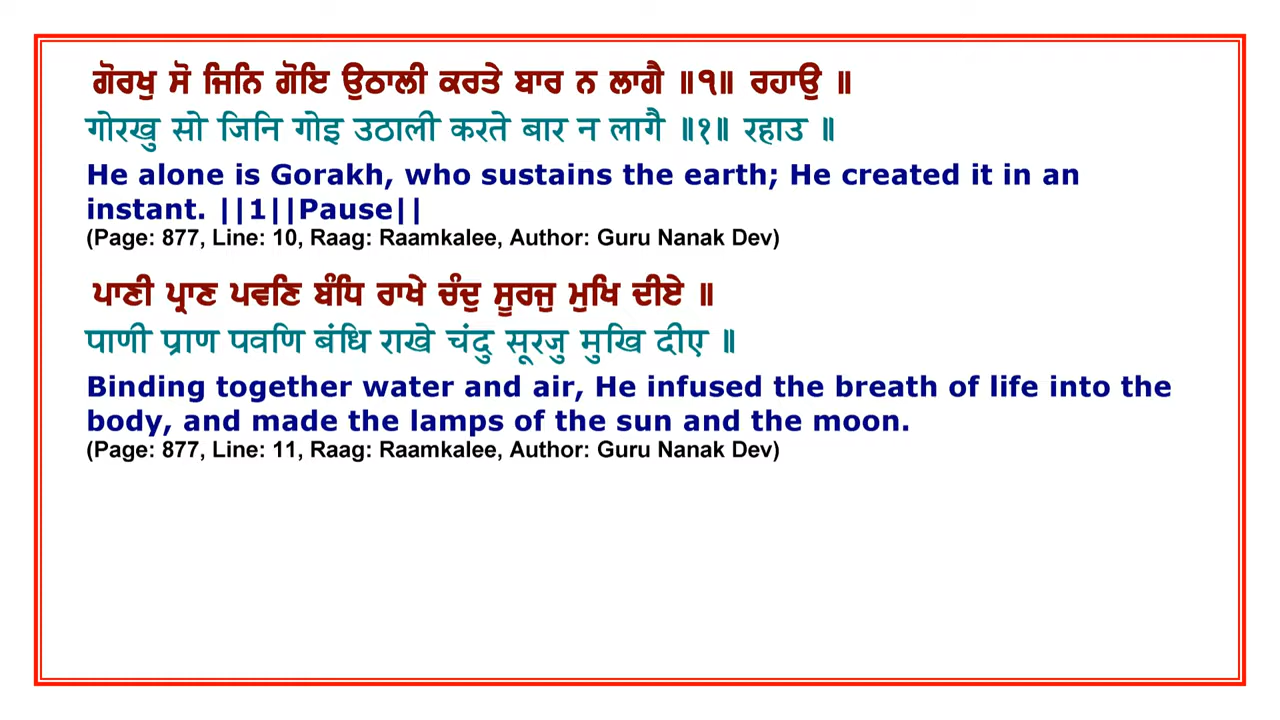 ਗੋਰਖੁ ਸੋ ਜਿਨਿ ਗੋਇ ਉਠਾਲੀ ਕਰਤੇ ਬਾਰ ਨ ਲਾਗੈ ॥੧॥ ਰਹਾਉ ॥
गोरखु सो जिनि गोइ उठाली करते बार न लागै ॥१॥ रहाउ ॥
He alone is Gorakh, who sustains the earth; He created it in an
instant. ||1||Pause||
(Page: 877, Line: 10, Raag: Raamkalee, Author: Guru Nanak Dev)
ਪਾਣੀ ਪ੍ਰਾਣ ਪਵਣਿ ਬੰਧਿ ਰਾਖੇ ਚੰਦੁ ਸੂਰਜੁ ਮੁਖਿ ਦੀਏ ॥
पाणी प्राण पवणि बंधि राखे चंदु सूरजु मुखि दीए ॥
Binding together water and air, He infused the breath of life into the
body, and made the lamps of the sun and the moon.
(Page: 877, Line: 11, Raag: Raamkalee, Author: Guru Nanak Dev)